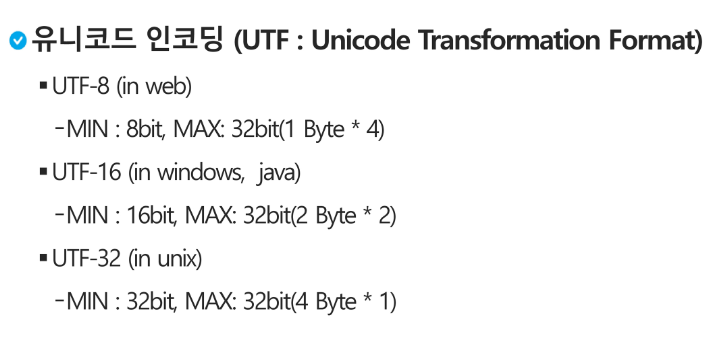 유니코드 인코딩 (UTF : Unicode Transformation Format)
▪UTF-8 (in web)
-MIN : 8bit, MAX: 32bit(1 Byte * 4)
▪UTF-16 (in windows, java)
-MIN : 16bit, MAX: 32bit(2 Byte * 2)
▪UTF-32 (in unix)
-MIN : 32bit, MAX: 32bit(4 Byte * 1)